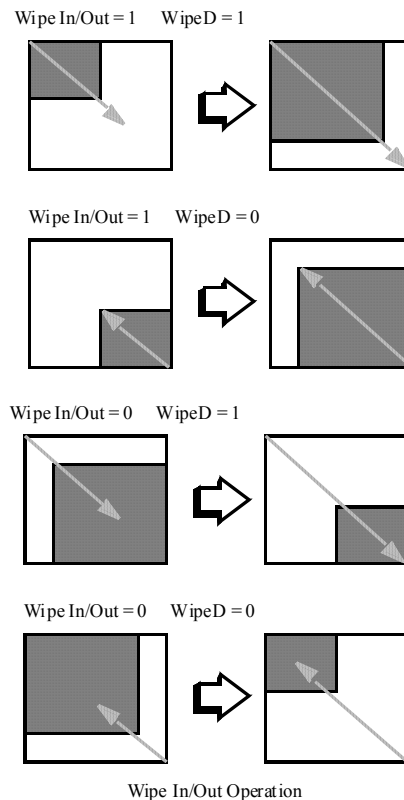 Wipe In/Out = 1 WipeD = 1
Wipe In/Out = 1 WipeD = 0
Wipe In/Out = 0 WipeD = 1
Wipe In/Out = 0 WipeD = 0
Wipe In/Out Operation